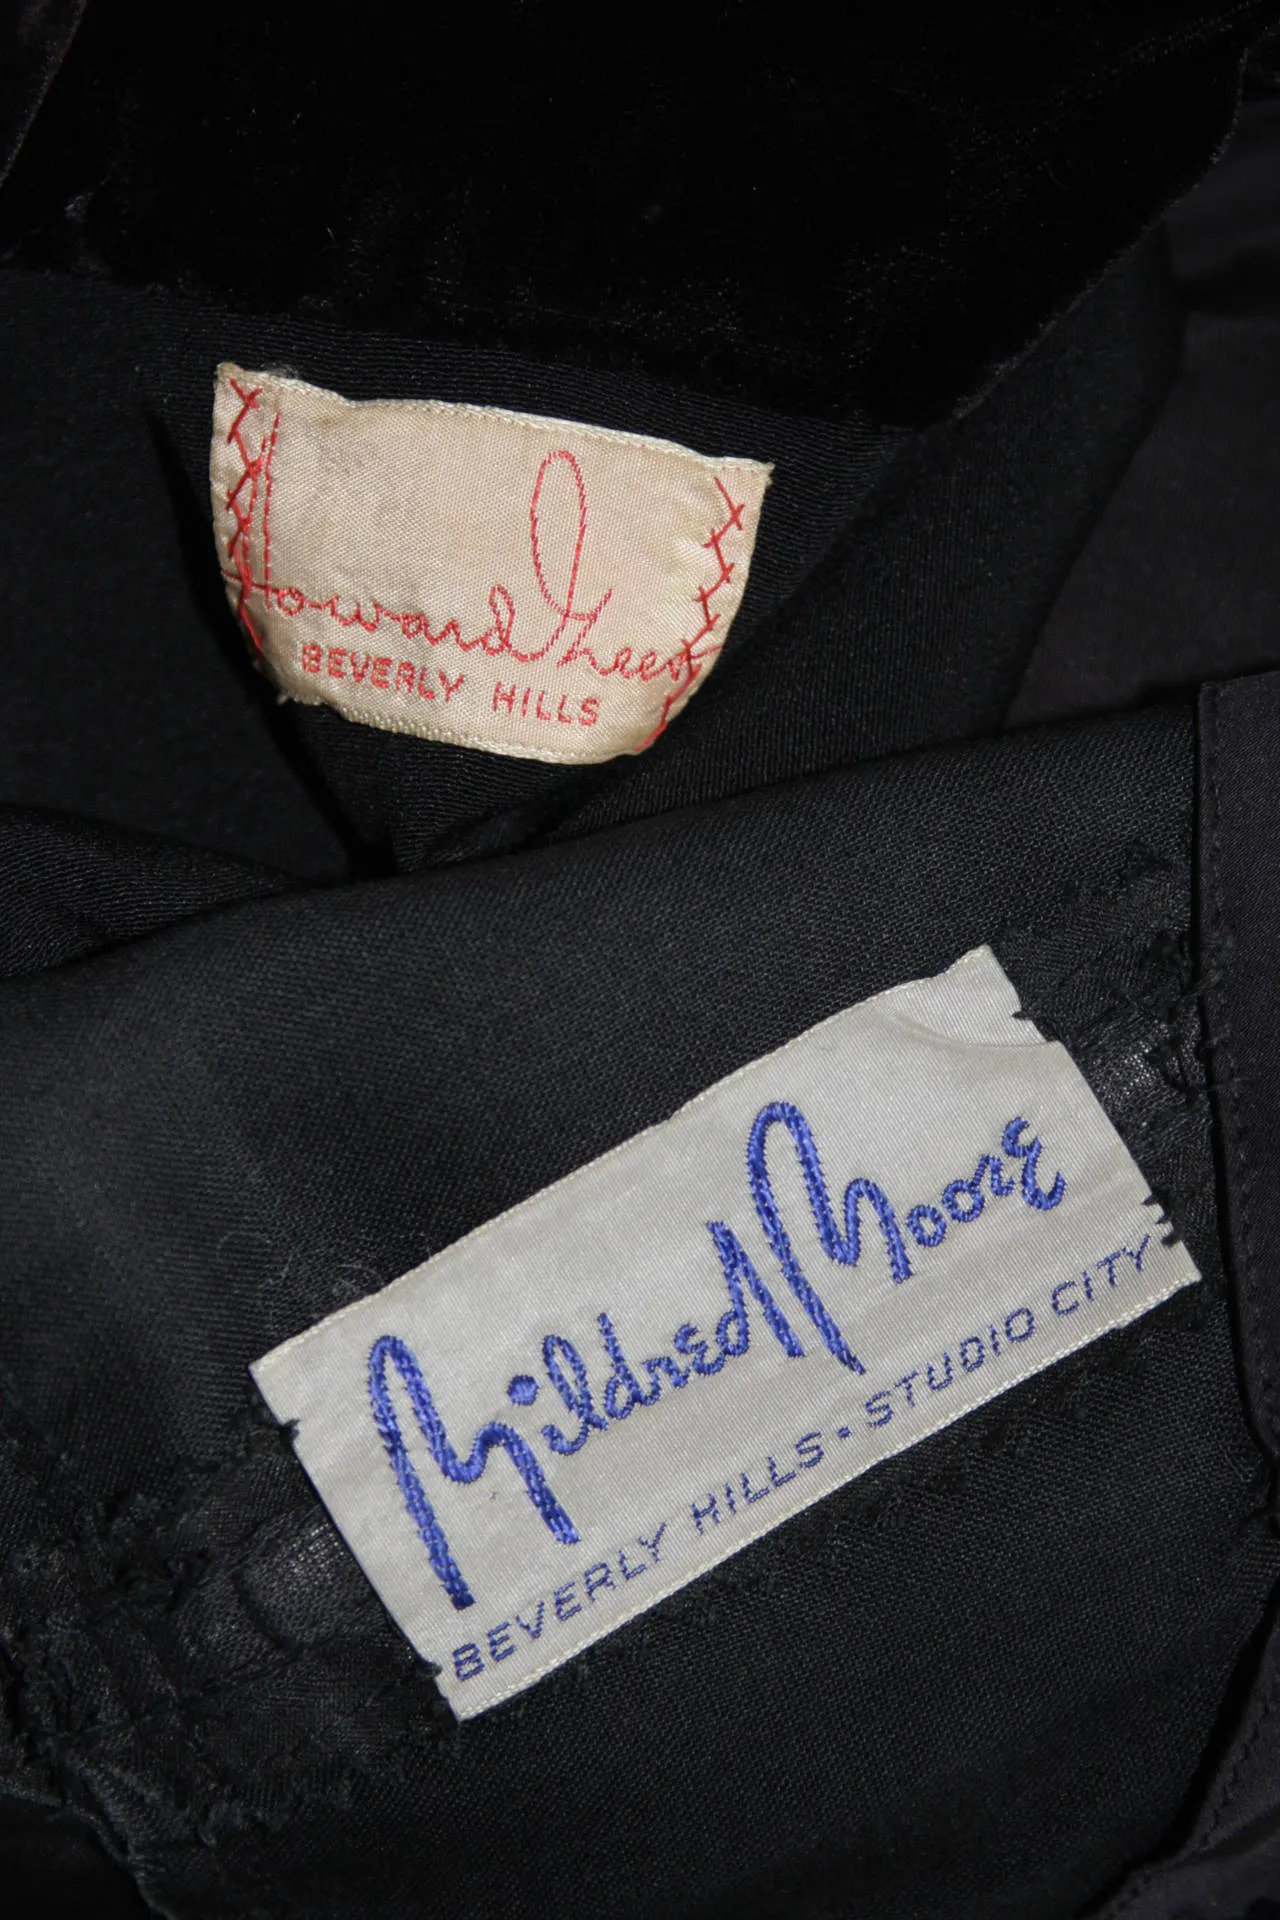 Howard Greer
BEVERLY HILLS
Mildred Moore
BEVERLY HILLS • STUDIO CITY